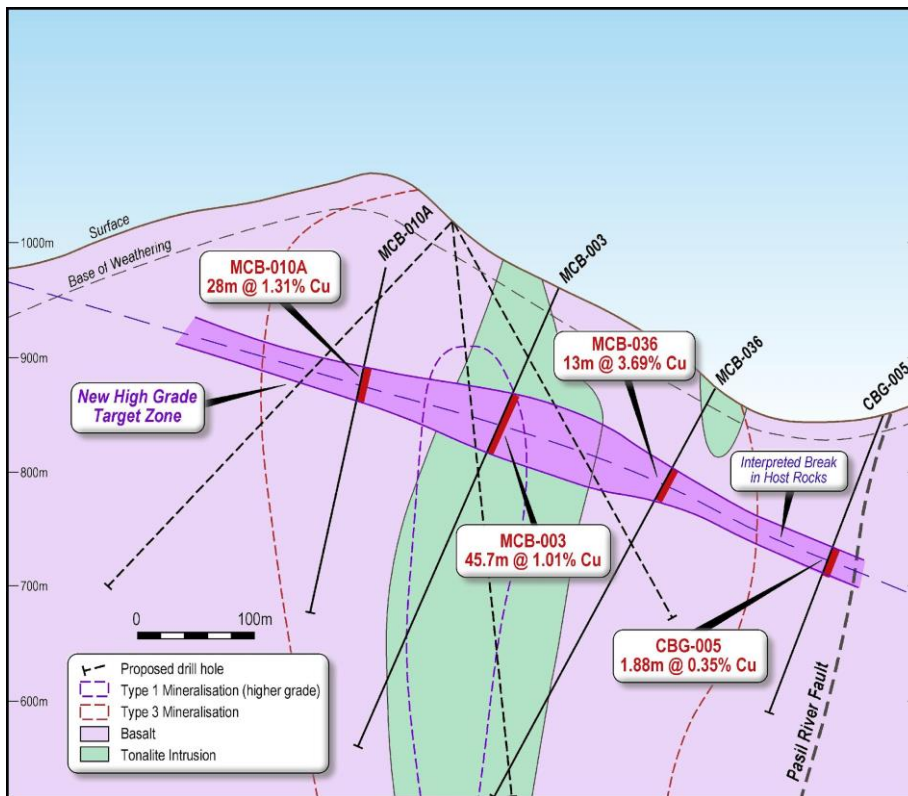 Surface
Base of Weathering
1000m
900m
800m
700m
600m
MCB-010A
MCB-003
MCB-036
CBG-005
MCB-010A
28m @ 1.31% Cu
MCB-036
13m @ 3.69% Cu
New High Grade
Target Zone
Interpreted Break
in Host Rocks
MCB-003
45.7m @ 1.01% Cu
CBG-005
1.88m @ 0.35% Cu
Pasil River Fault
0 100m
Proposed drill hole
Type 1 Mineralisation (higher grade)
Type 3 Mineralisation
Basalt
Tonalite Intrusion